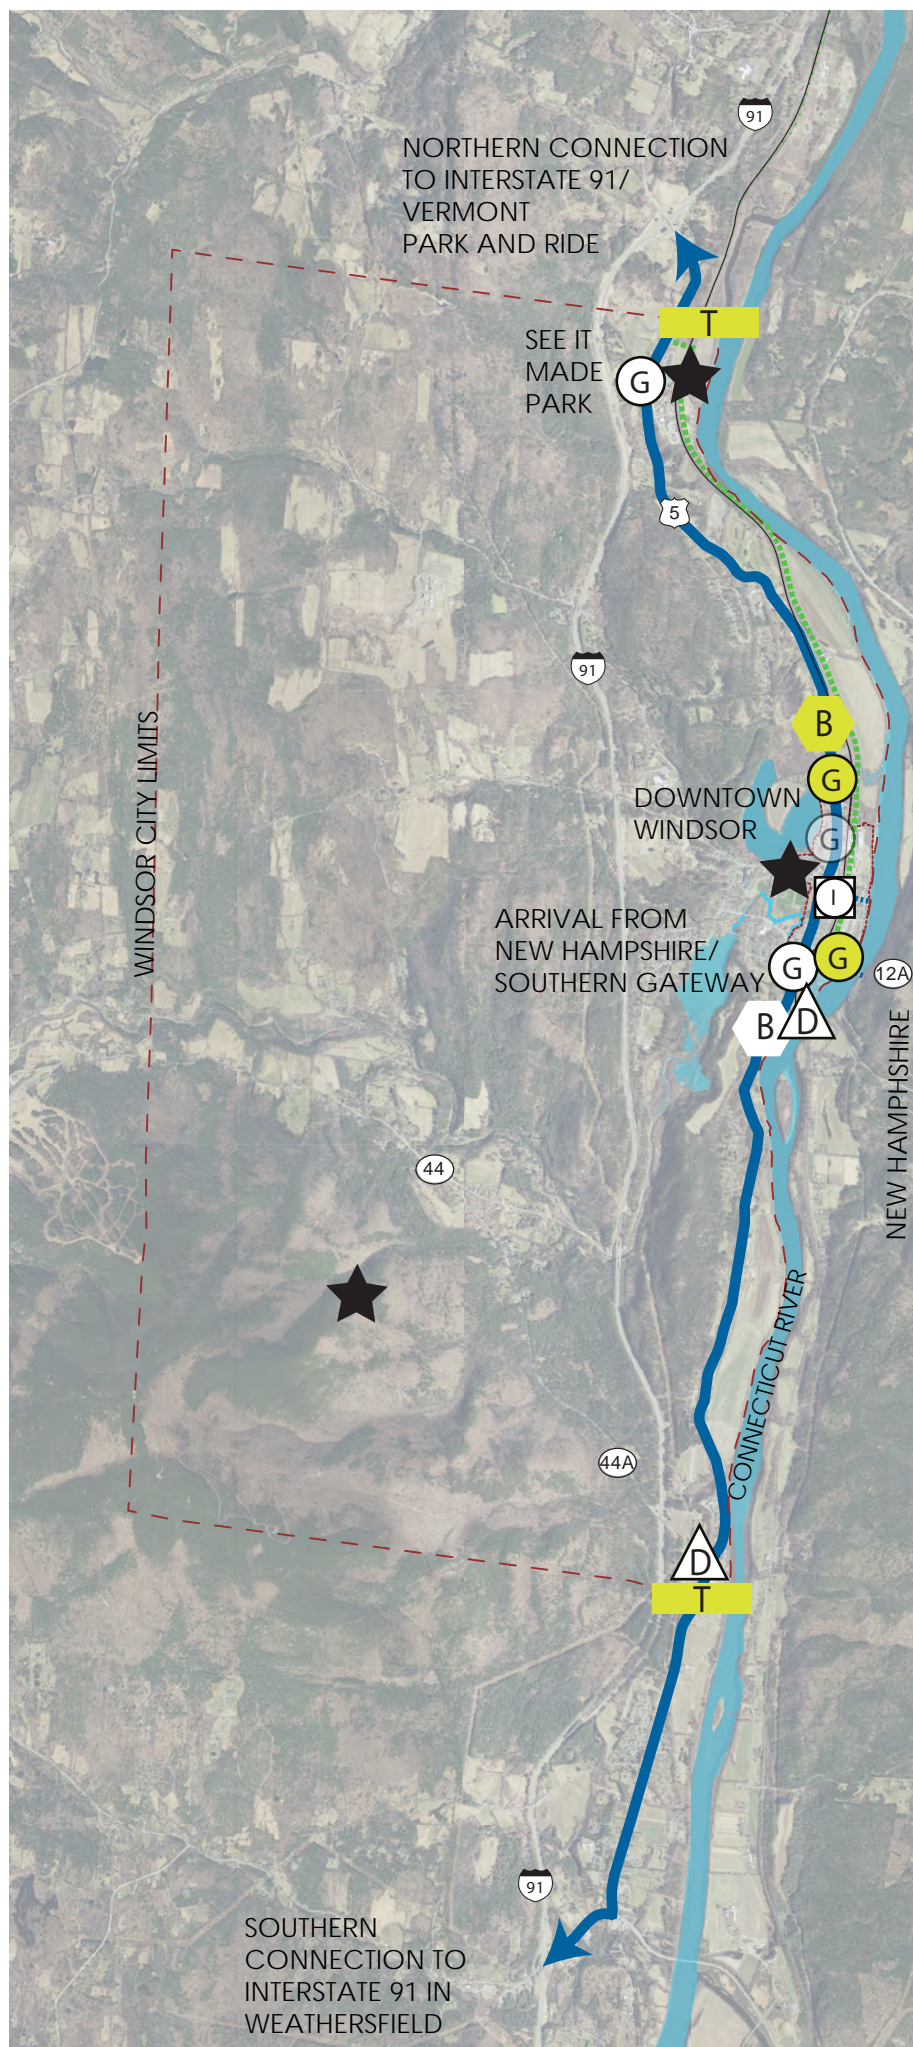 91
NORTHERN CONNECTION
TO INTERSTATE 91/
VERMONT
PARK AND RIDE
T
SEE IT
MADE
PARK
G
5
91
WINDSOR CITY LIMITS
B
G
DOWNTOWN
WINDSOR
G
I
ARRIVAL FROM
NEW HAMPSHIRE/
SOUTHERN GATEWAY
G
G
12A
B
D
NEW HAMPHSHIRE
44
CONNECTICUT RIVER
44A
D
T
91
SOUTHERN
CONNECTION TO
INTERSTATE 91 IN
WEATHERSFIELD